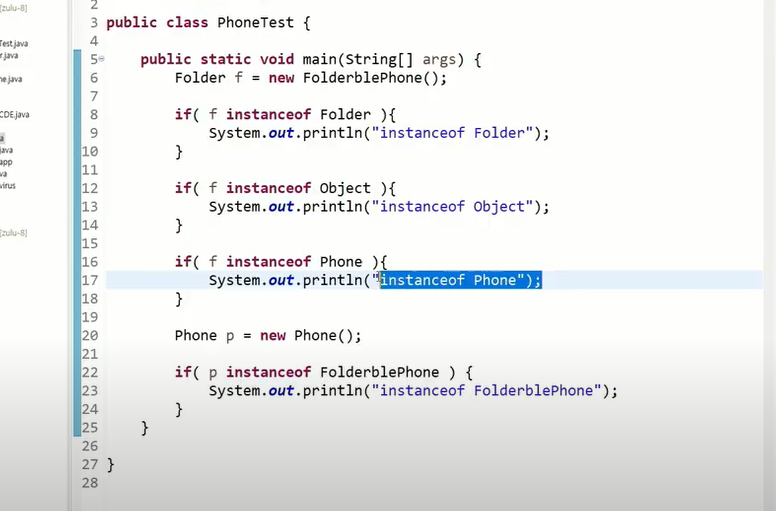 [zulu-8]
Test.java
r.java
ne.java
CDE.java
a
java
app
va
virus
[zulu-8]
2
3 public class PhoneTest {
4
5 public static void main(String[] args) {
6 Folder f = new FolderblePhone();
7
8 if( f instanceof Folder ){
9 System.out.println("instanceof Folder");
10 }
11
12 if( f instanceof Object ){
13 System.out.println("instanceof Object");
14 }
15
16 if( f instanceof Phone ){
17 System.out.println("instanceof Phone");
18 }
19
20 Phone p = new Phone();
21
22 if( p instanceof FolderblePhone ) {
23 System.out.println("instanceof FolderblePhone");
24 }
25 }
26
27 }
28